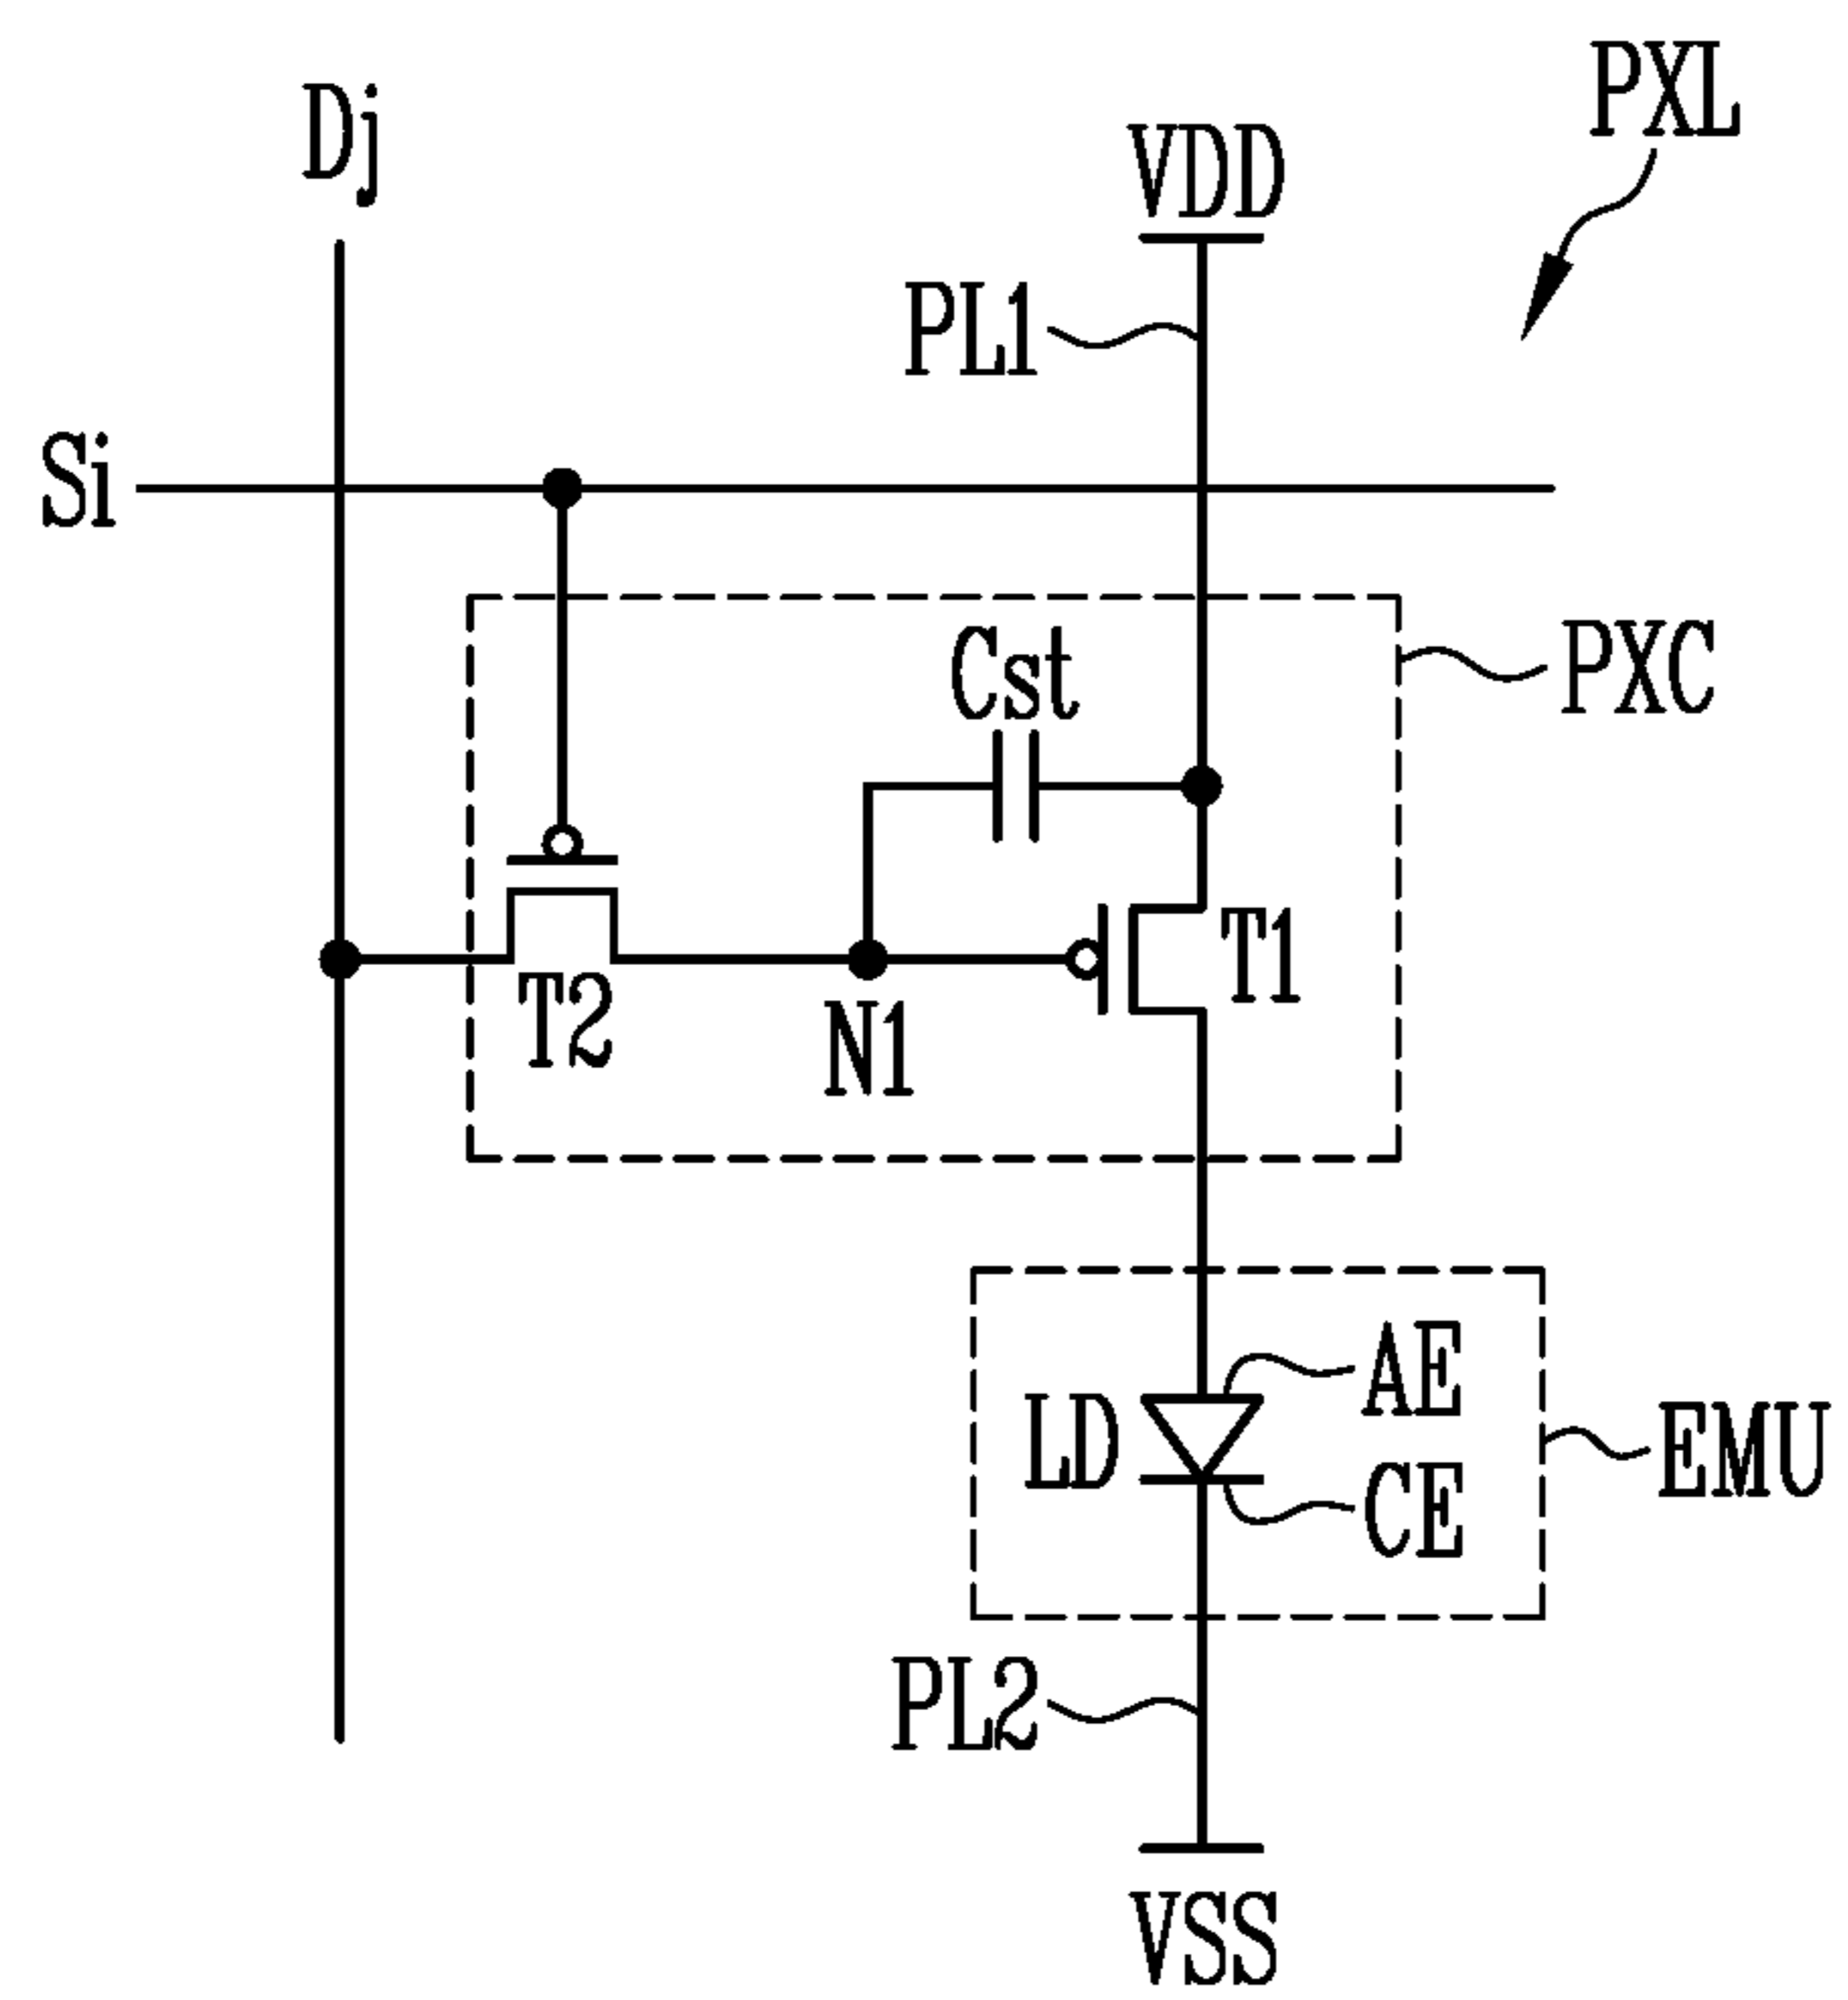 PXL
Dj
VDD
PL1
Si
Cst
PXC
T1
T2
N1
AE
LD
EMU
CE
PL2
VSS